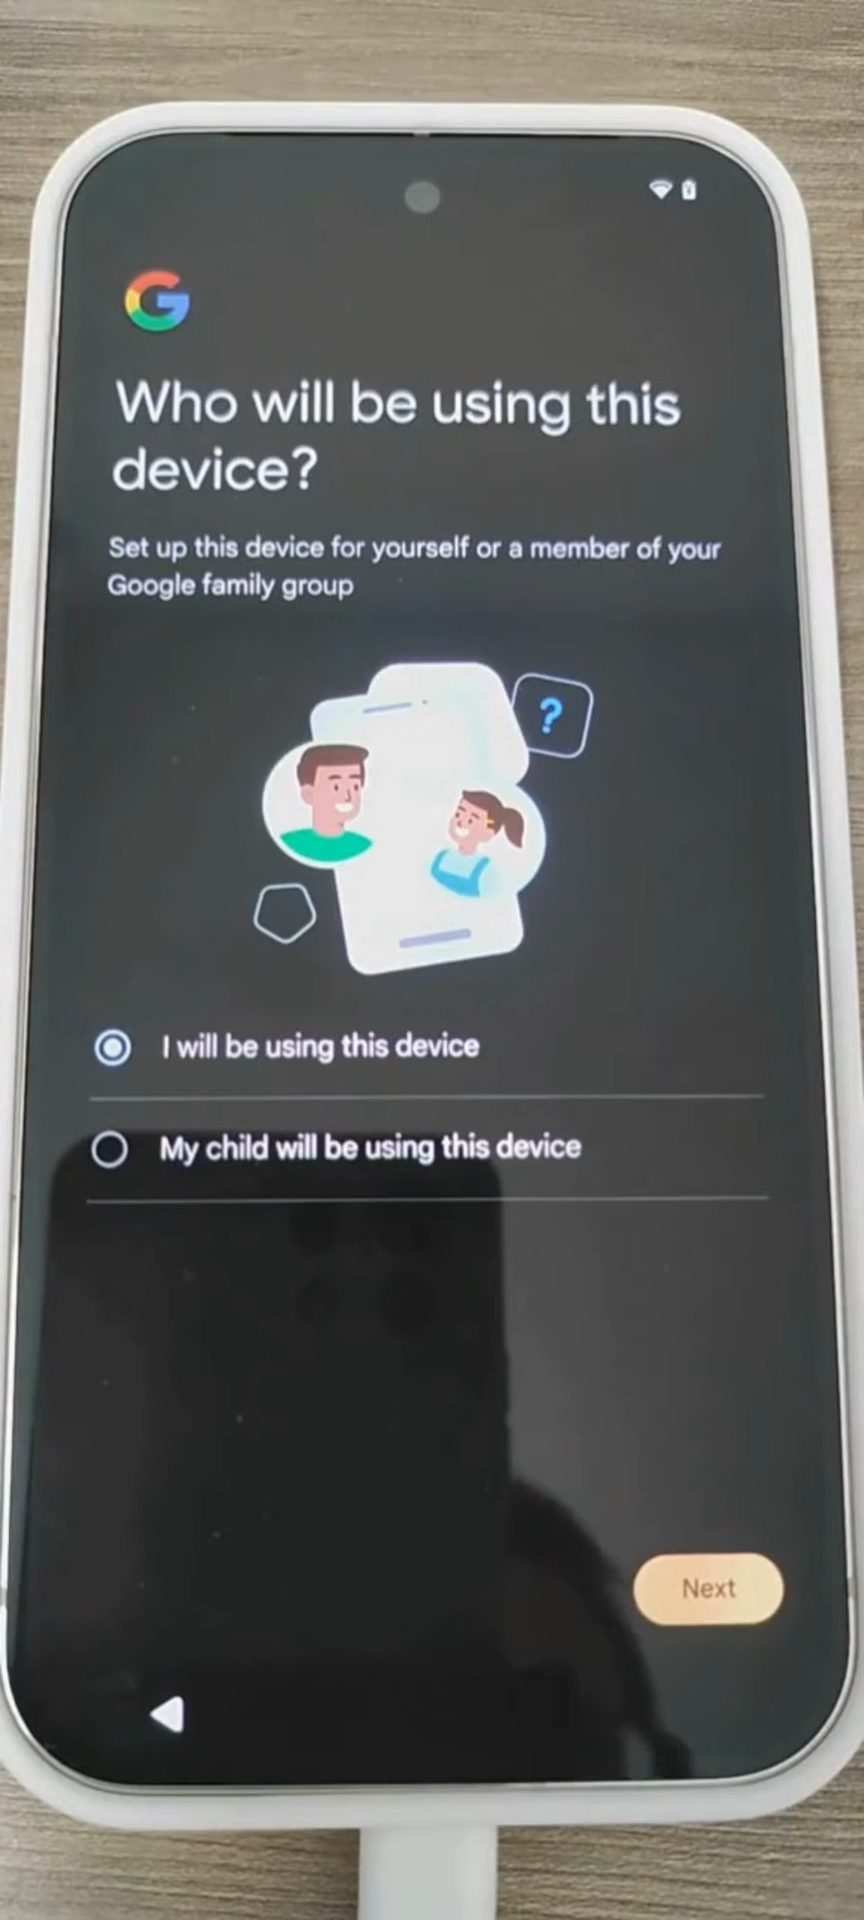 Who will be using this
device?
Set up this device for yourself or a member of your
Google family group
?
I will be using this device
My child will be using this device
Next